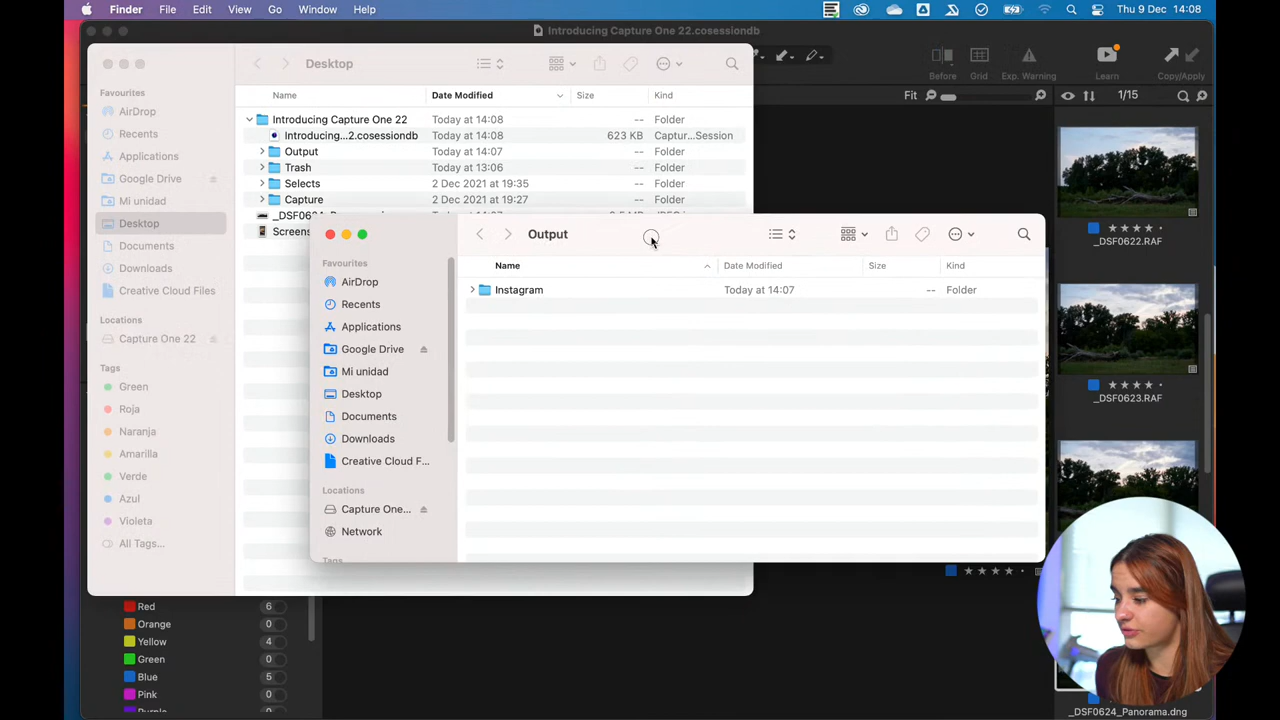 Finder File Edit View Go Window Help
Thu 9 Dec 14:08
Introducing Capture One 22.cosessiondb
Before Grid Exp. Warning Learn Copy/Apply
Fit 1/15
Desktop
Favourites
AirDrop
Recents
Applications
Google Drive
Mi unidad
Desktop
Documents
Downloads
Creative Cloud Files
Locations
Capture One 22
Tags
Green
Roja
Naranja
Amarilla
Verde
Azul
Violeta
All Tags...
Name Date Modified Size Kind
Introducing Capture One 22 Today at 14:08 -- Folder
Introducing...2.cosessiondb Today at 14:08 623 KB Captur...Session
Output Today at 14:07 -- Folder
Trash Today at 13:06 -- Folder
Selects 2 Dec 2021 at 19:35 -- Folder
Capture 2 Dec 2021 at 19:27 -- Folder
Screens
Output
Favourites
AirDrop
Recents
Applications
Google Drive
Mi unidad
Desktop
Documents
Downloads
Creative Cloud F...
Locations
Capture One...
Network
Tags
Name Date Modified Size Kind
Instagram Today at 14:07 -- Folder
_DSF0622.RAF
_DSF0623.RAF
_DSF0624_Panorama.dng
Red 6
Orange 0
Yellow 4
Green 0
Blue 5
Pink 0